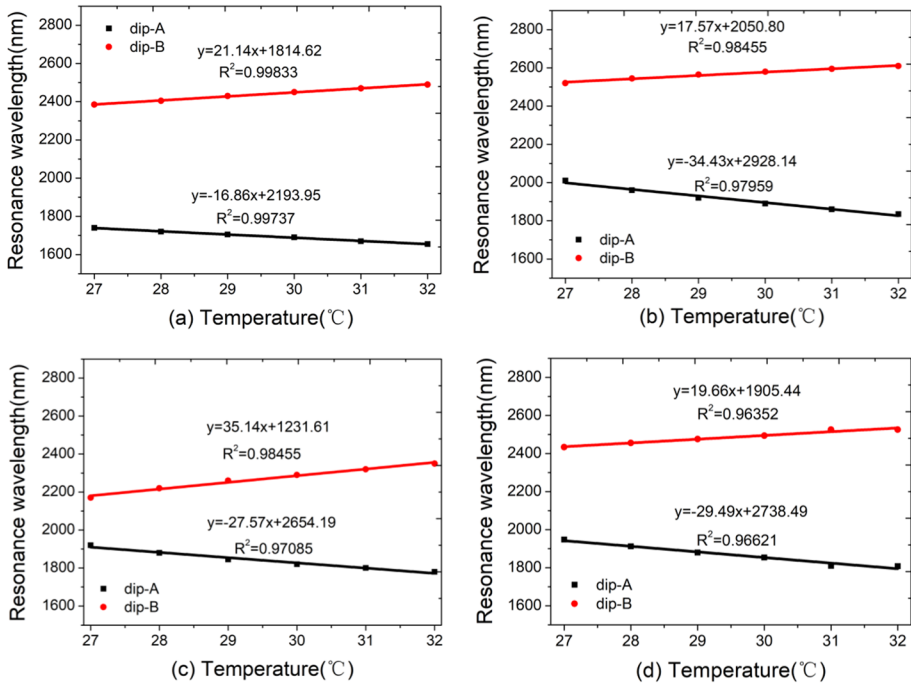 2800
2600
2400
2200
2000
1800
1600
Resonance wavelength(nm)
dip-A
dip-B
y=21.14x+1814.62
R²=0.99833
y=-16.86x+2193.95
R²=0.99737
27 28 29 30 31 32
(a) Temperature(℃)
2800
2600
2400
2200
2000
1800
1600
Resonance wavelength(nm)
y=17.57x+2050.80
R²=0.98455
y=-34.43x+2928.14
R²=0.97959
dip-A
dip-B
27 28 29 30 31 32
(b) Temperature(℃)
2800
2600
2400
2200
2000
1800
1600
Resonance wavelength(nm)
y=35.14x+1231.61
R²=0.98455
y=-27.57x+2654.19
R²=0.97085
dip-A
dip-B
27 28 29 30 31 32
(c) Temperature(℃)
2800
2600
2400
2200
2000
1800
1600
Resonance wavelength(nm)
y=19.66x+1905.44
R²=0.96352
y=-29.49x+2738.49
R²=0.96621
dip-A
dip-B
27 28 29 30 31 32
(d) Temperature(℃)